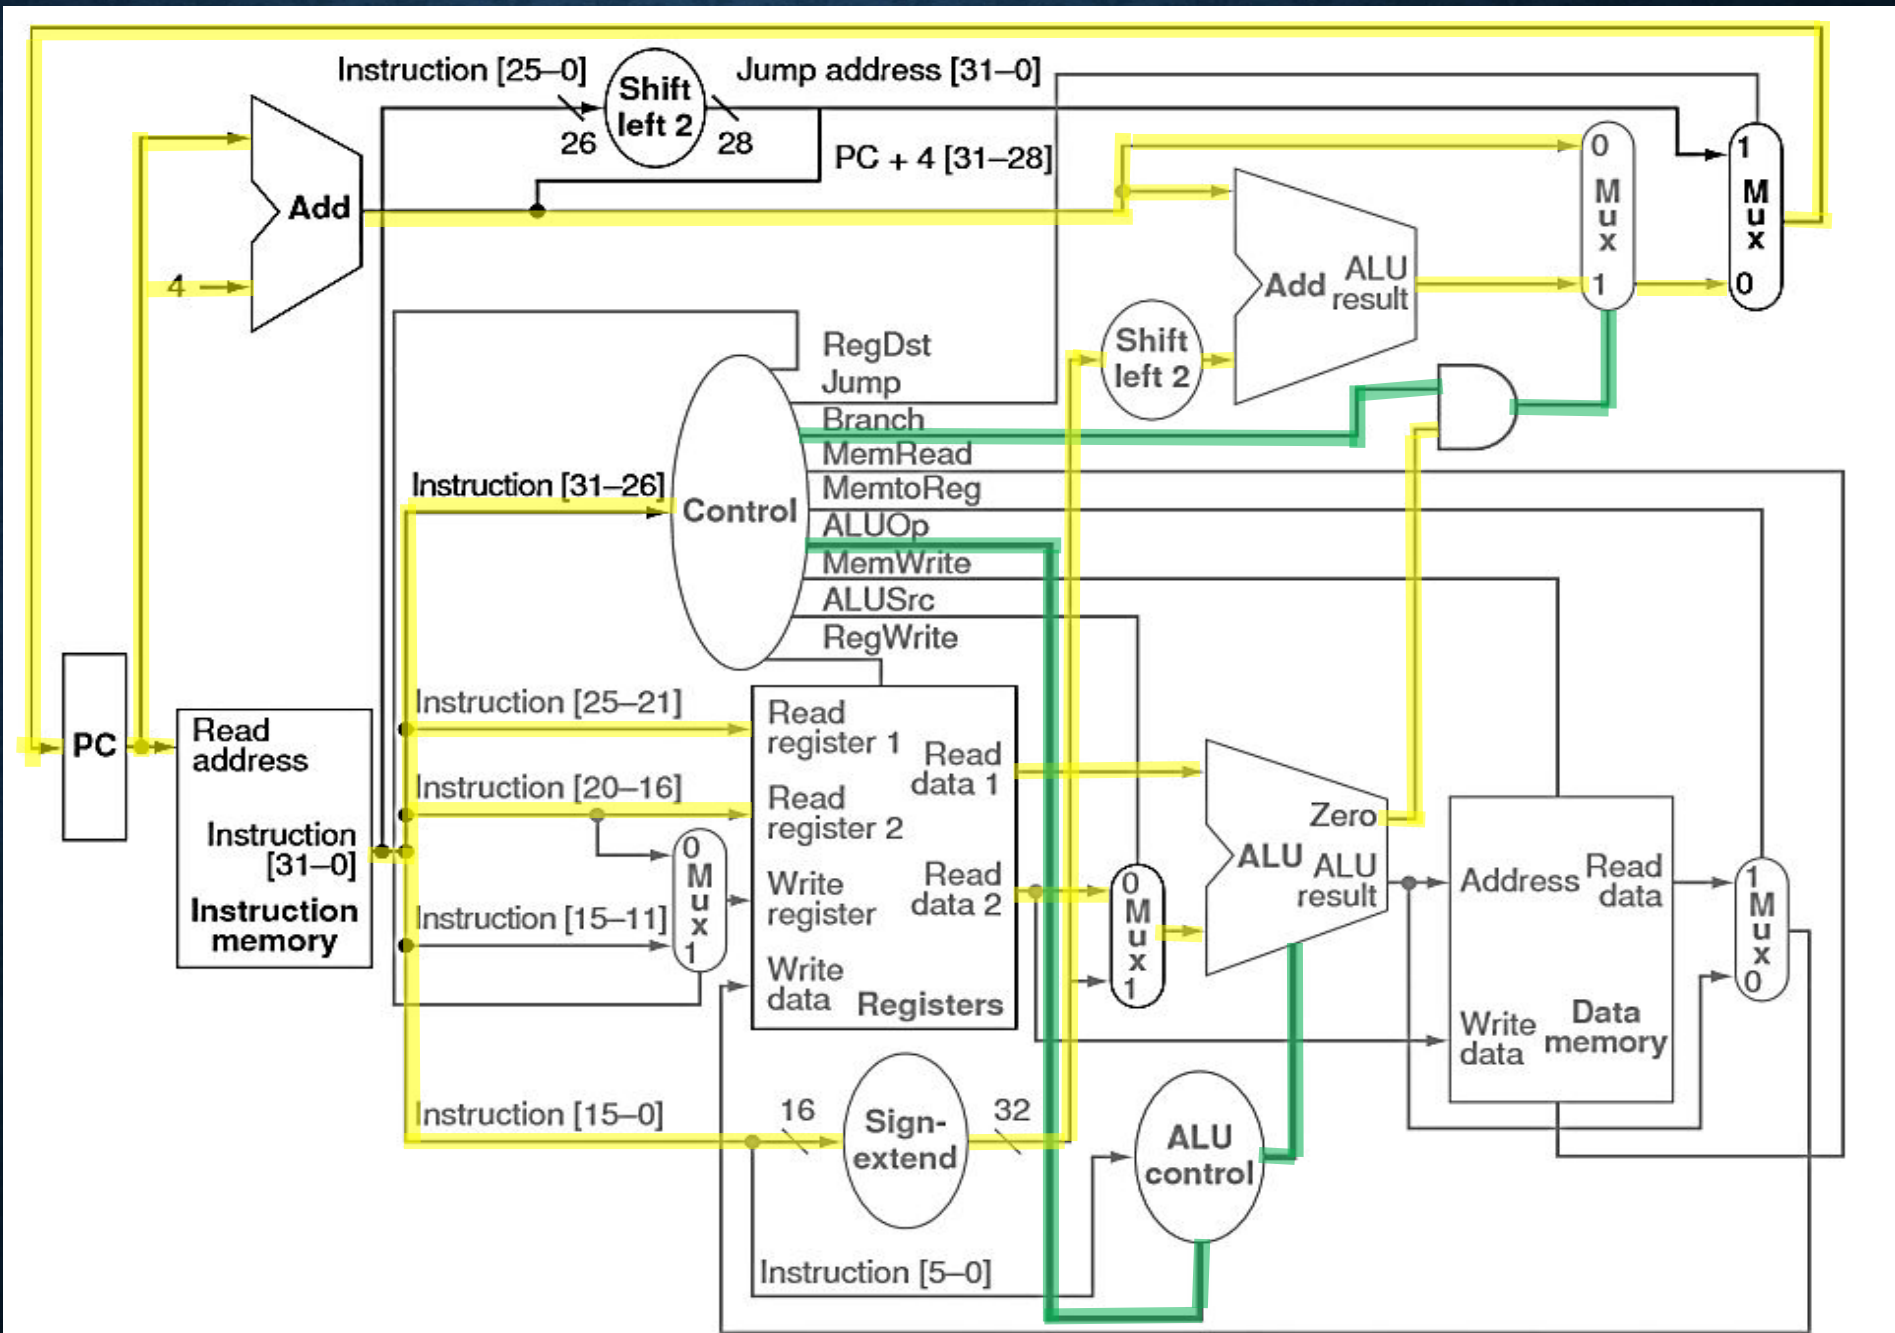 Instruction [25–0]
Shift
left 2
Jump address [31–0]
26
28
PC + 4 [31–28]
Add
4
0
M
u
x
1
1
M
u
x
0
Add
ALU
result
Shift
left 2
RegDst
Jump
Branch
MemRead
MemtoReg
ALUOp
MemWrite
ALUSrc
RegWrite
Instruction [31–26]
Control
PC
Read
address
Instruction
[31–0]
Instruction
memory
Instruction [25–21]
Instruction [20–16]
Instruction [15–11]
0
M
u
x
1
Read
register 1
Read
register 2
Write
register
Write
data
Read
data 1
Read
data 2
Registers
0
M
u
x
1
Zero
ALU
ALU
result
Address
Read
data
Write
data
Data
memory
1
M
u
x
0
Instruction [15–0]
16
Sign-
extend
32
ALU
control
Instruction [5–0]